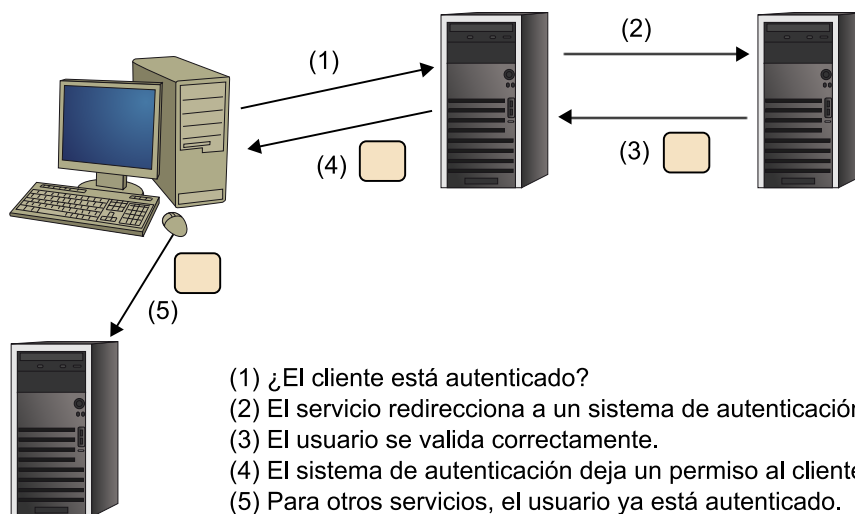 (1)
(2)
(3)
(4)
(5)
(1) ¿El cliente está autenticado?
(2) El servicio redirecciona a un sistema de autenticación
(3) El usuario se valida correctamente.
(4) El sistema de autenticación deja un permiso al cliente
(5) Para otros servicios, el usuario ya está autenticado.